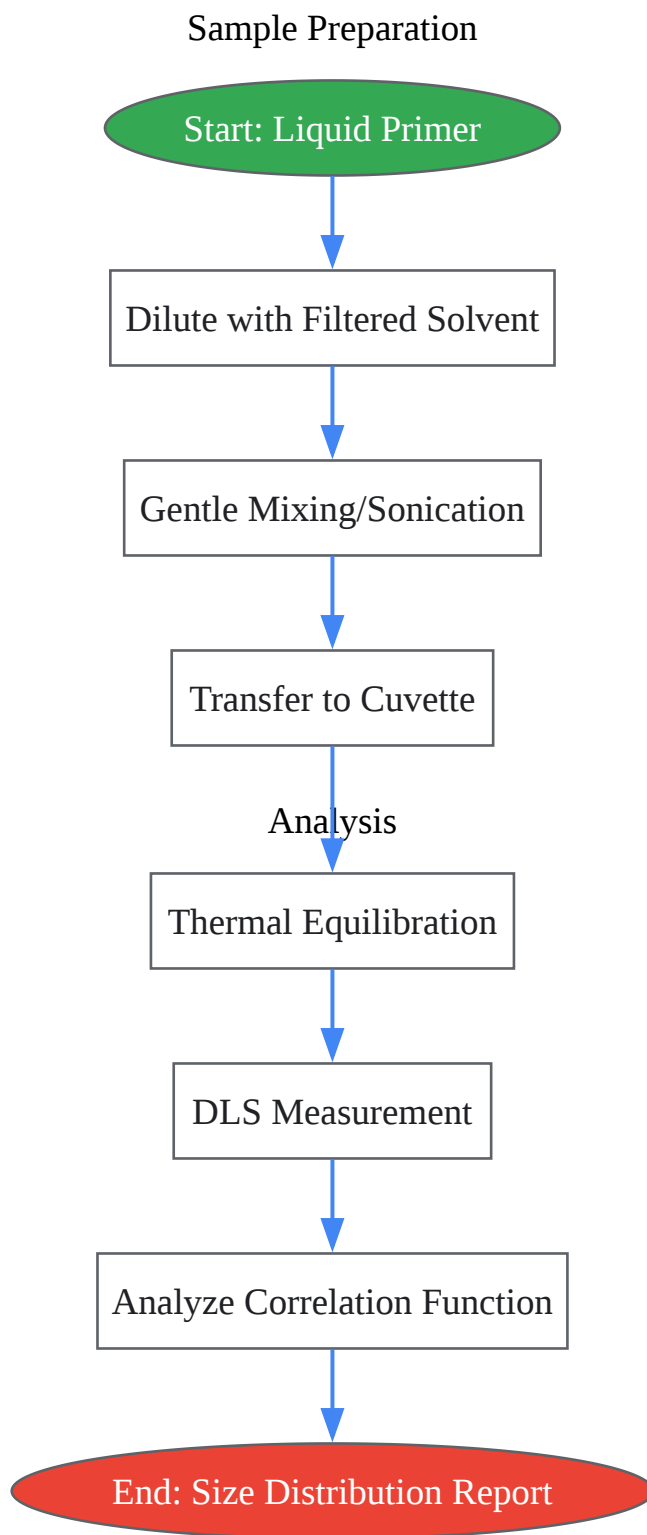 Sample Preparation
Start: Liquid Primer
Dilute with Filtered Solvent
Gentle Mixing/Sonication
Transfer to Cuvette
Analysis
Thermal Equilibration
DLS Measurement
Analyze Correlation Function
End: Size Distribution Report